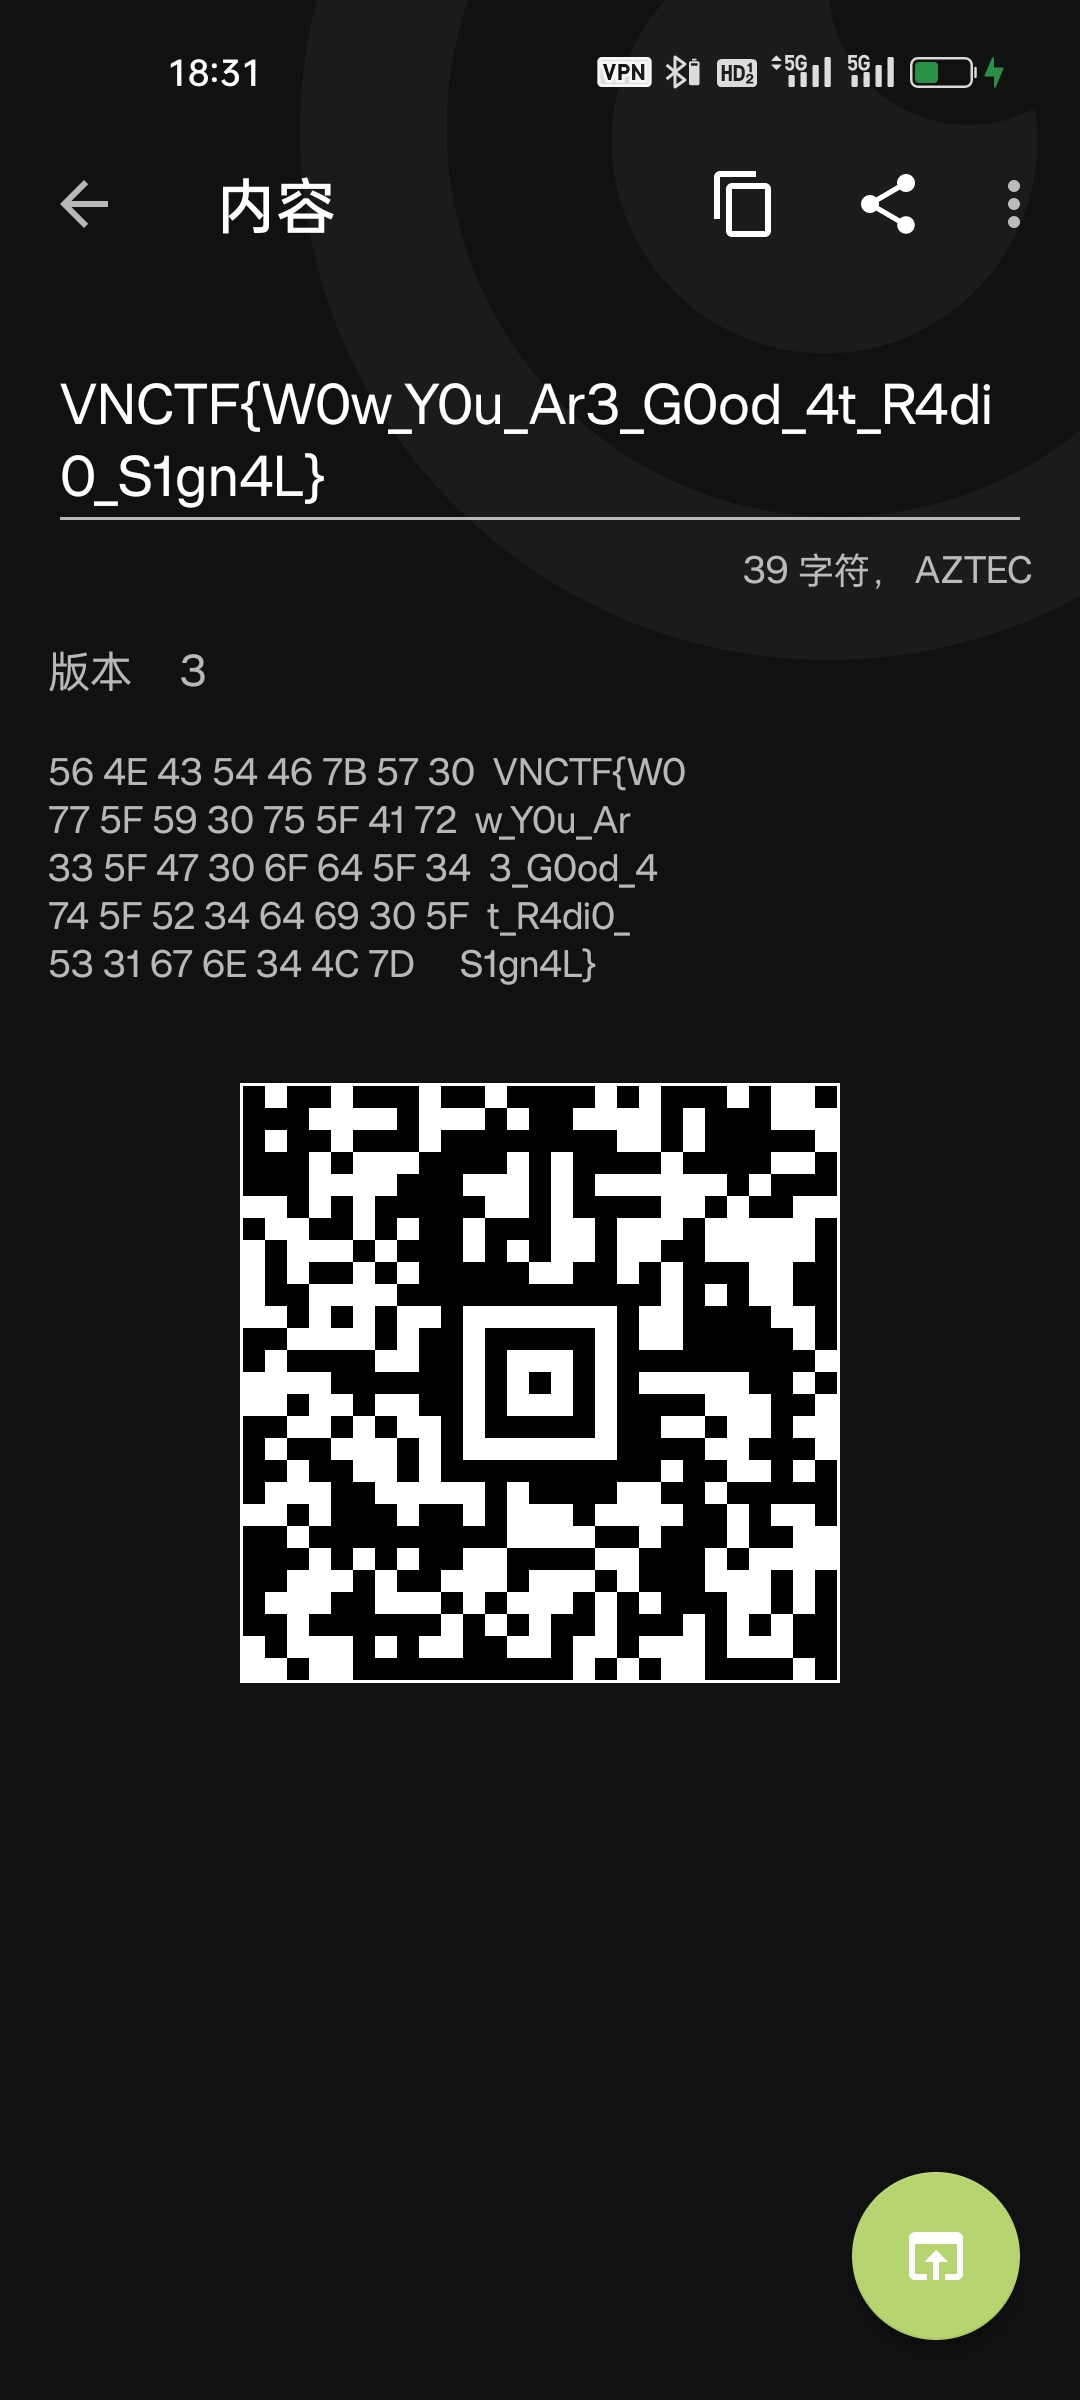 18:31
VPN HD 1 2 5G 5G
内容
VNCTF{W0w_Y0u_Ar3_G0od_4t_R4di
0_S1gn4L}
39 字符， AZTEC
版本 3
56 4E 43 54 46 7B 57 30 VNCTF{W0
77 5F 59 30 75 5F 41 72 w_Y0u_Ar
33 5F 47 30 6F 64 5F 34 3_G0od_4
74 5F 52 34 64 69 30 5F t_R4di0_
53 31 67 6E 34 4C 7D S1gn4L}